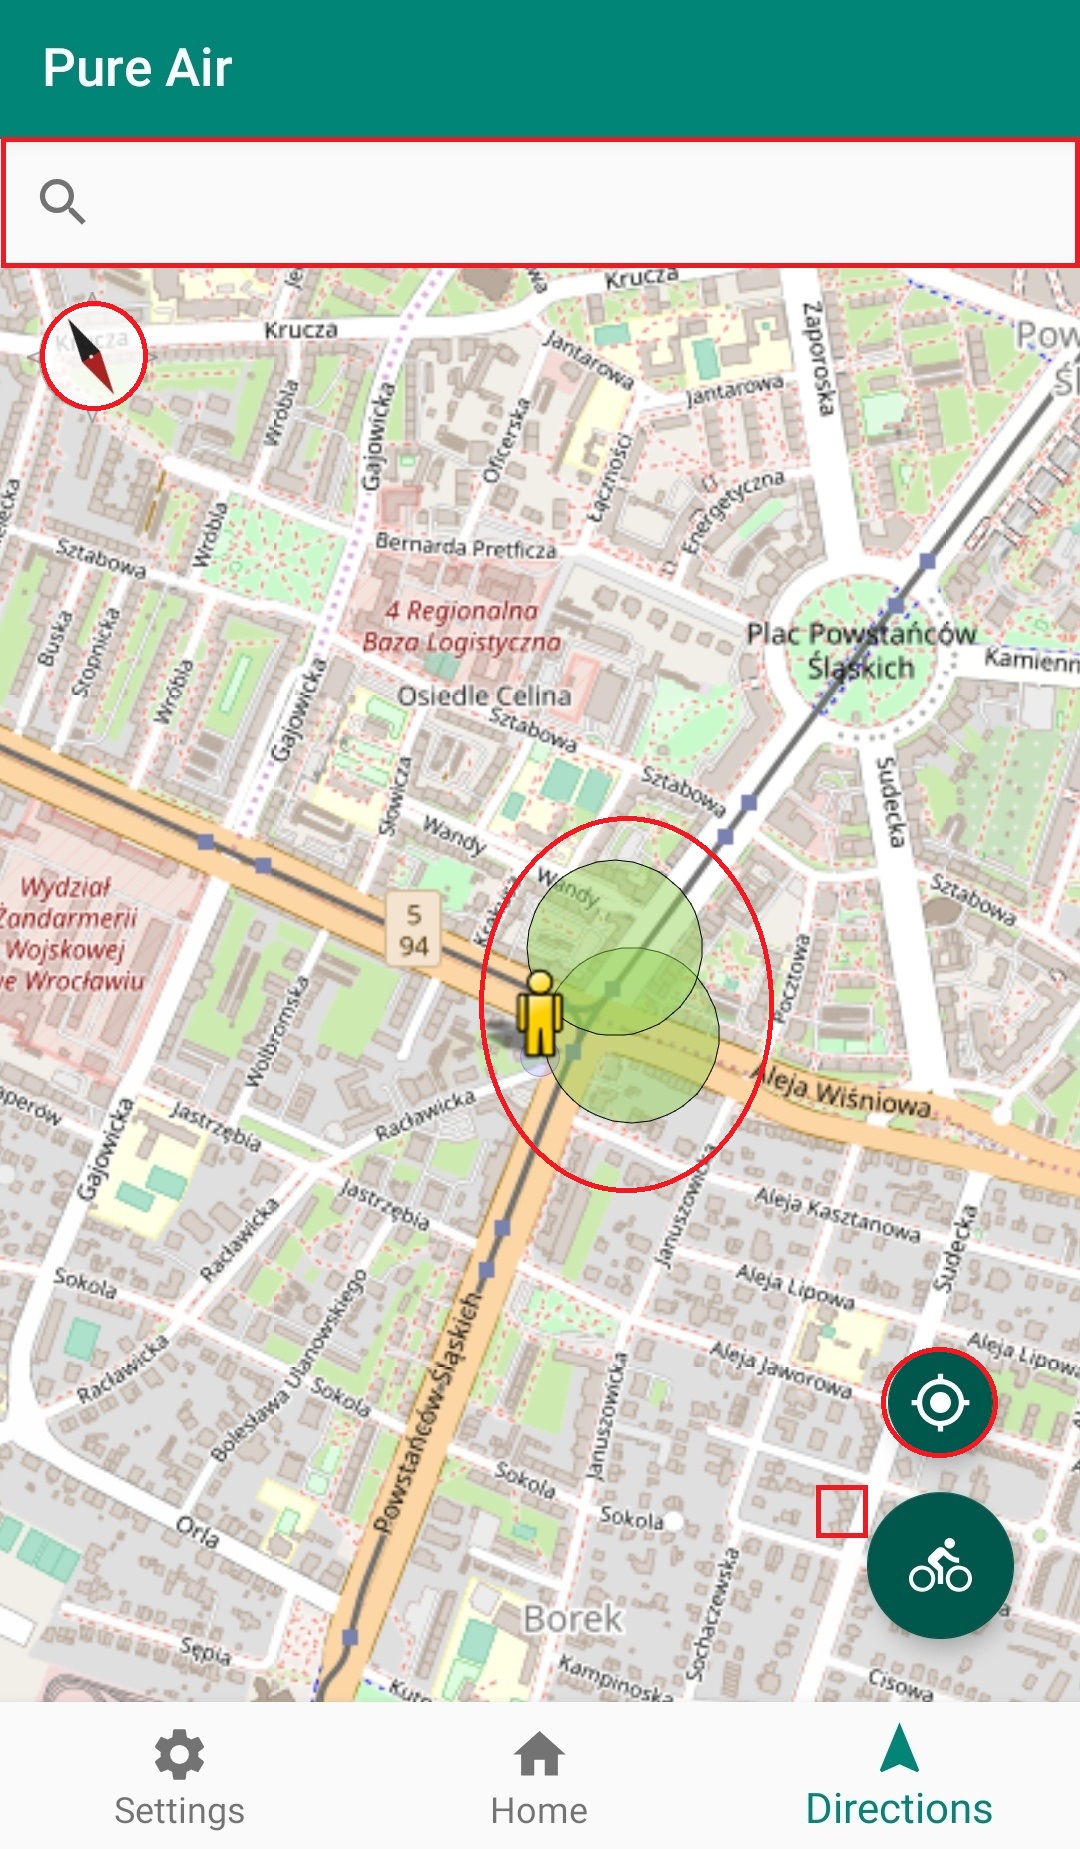 Pure Air
Krucza
Krucza
Krucza
Jantarowa
Jantarowa
Zaporoska
Pow
Śl
Wróbla
Gajowicka
Oficerska
Łączności
Energetyczna
Wróbla
Bernarda Pretficza
Sztabowa
4 Regionalna
Baza Logistyczna
Plac Powstańców
Śląskich
Kamienn
Buska
Stopnicka
Wróbla
Gajowicka
Osiedle Celina
Sztabowa
Sztabowa
Sudecka
Skowicza
Wandy
Wandy
Sztabowa
Wydział
Żandarmerii
Wojskowej
we Wrocławiu
5
94
Pocztowa
Wolbromska
Aleja Wiśniowa
aperów
Jastrzębia
Racławicka
Gajowicka
Januszowicka
Jastrzębia
Aleja Kasztanowa
Racławicka
Sudecka
Sokola
Aleja Lipowa
Bolesława Ulanowskiego
Powstańców Śląskich
Aleja Jaworowa
Aleja Lipowa
Racławicka
Sokola
Januszowicka
Sokola
Sokola
Orla
Sochaczewska
Borek
Sępia
Kampinoska
Cisowa
Kuto
Settings
Home
Directions